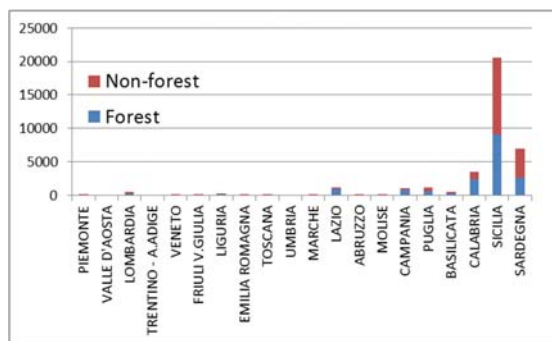 25000
20000
15000
10000
5000
0
Non-forest
Forest
PIEMONTE
VALLE D'AOSTA
LOMBARDIA
TRENTINO - A.ADIGE
VENETO
FRIULI V.GIULIA
LIGURIA
EMILIA ROMAGNA
TOSCANA
UMBRIA
MARCHE
LAZIO
ABRUZZO
MOLISE
CAMPANIA
PUGLIA
BASILICATA
CALABRIA
SICILIA
SARDEGNA